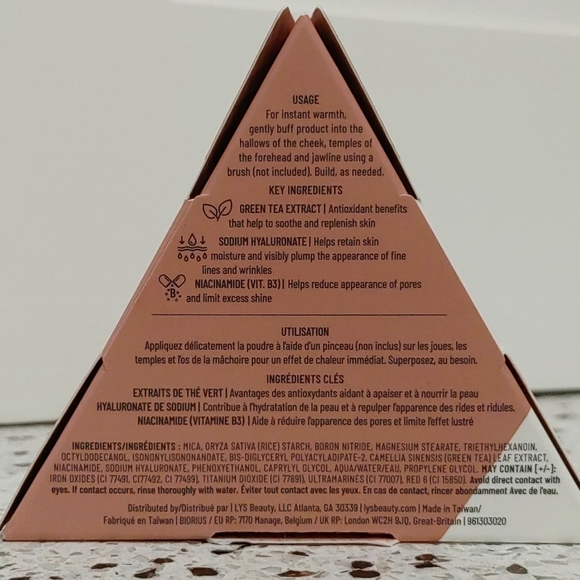 USAGE
For instant warmth,
gently buff product into the
hallows of the cheek, temples of
the forehead and jawline using a
brush (not included). Build, as needed.
KEY INGREDIENTS
GREEN TEA EXTRACT | Antioxidant benefits
that help to soothe and replenish skin
SODIUM HYALURONATE | Helps retain skin
moisture and visibly plump the appearance of fine
lines and wrinkles
B3
NIACINAMIDE (VIT. B3) | Helps reduce appearance of pores
and limit excess shine
UTILISATION
Appliquez délicatement la poudre à l'aide d'un pinceau (non inclus) sur les joues, les
temples et l'os de la mâchoire pour un effet de chaleur immédiat. Superposez, au besoin.
INGRÉDIENTS CLÉS
EXTRAITS DE THÉ VERT | Avantages des antioxydants aidant à apaiser et à nourrir la peau
HYALURONATE DE SODIUM | Contribue à l'hydratation de la peau et à repulper l'apparence des rides et ridules.
NIACINAMIDE (VITAMINE B3) | Aide à réduire l'apparence des pores et limite l'effet lustré
INGREDIENTS/INGRÉDIENTS : MICA, ORYZA SATIVA (RICE) STARCH, BORON NITRIDE, MAGNESIUM STEARATE, TRIETHYLHEXANOIN,
OCTYLDODECANOL, ISONONYLISONONANOATE, BIS-DIGLYCERYL POLYACYLADIPATE-2, CAMELLIA SINENSIS (GREEN TEA) LEAF EXTRACT,
NIACINAMIDE, SODIUM HYALURONATE, PHENOXYETHANOL, CAPRYLYL GLYCOL, AQUA/WATER/EAU, PROPYLENE GLYCOL. MAY CONTAIN [+/-]:
IRON OXIDES (CI 77491, CI77492, CI 77499), TITANIUM DIOXIDE (CI 77891), ULTRAMARINES (CI 77007), RED 6 (CI 15850). Avoid direct contact with
eyes. If contact occurs, rinse thoroughly with water. Éviter tout contact avec les yeux. En cas de contact, rincer abondamment Avec de l'eau.
Distributed by/Distribué par | LYS Beauty, LLC Atlanta, GA 30339 | lysbeauty.com | Made in Taiwan/
Fabriqué en Taïwan | BIORIUS / EU RP: 7170 Manage, Belgium / UK RP: London WC2H 9JQ, Great-Britain | 961303020